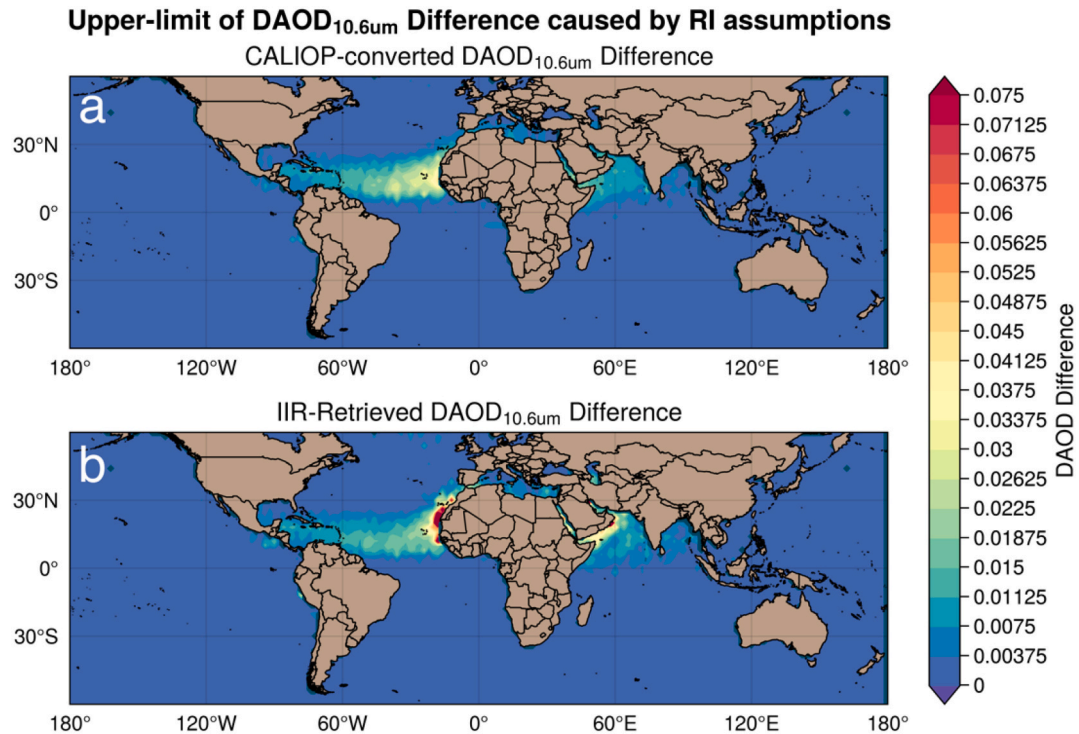 Upper-limit of DAOD10.6um Difference caused by RI assumptions
CALIOP-converted DAOD10.6um Difference
a
30°N
0°
30°S
180° 120°W 60°W 0° 60°E 120°E 180°
IIR-Retrieved DAOD10.6um Difference
b
30°N
0°
30°S
180° 120°W 60°W 0° 60°E 120°E 180°
0.075
0.07125
0.0675
0.06375
0.06
0.05625
0.0525
0.04875
0.045
0.04125
0.0375
0.03375
0.03
0.02625
0.0225
0.01875
0.015
0.01125
0.0075
0.00375
0
DAOD Difference